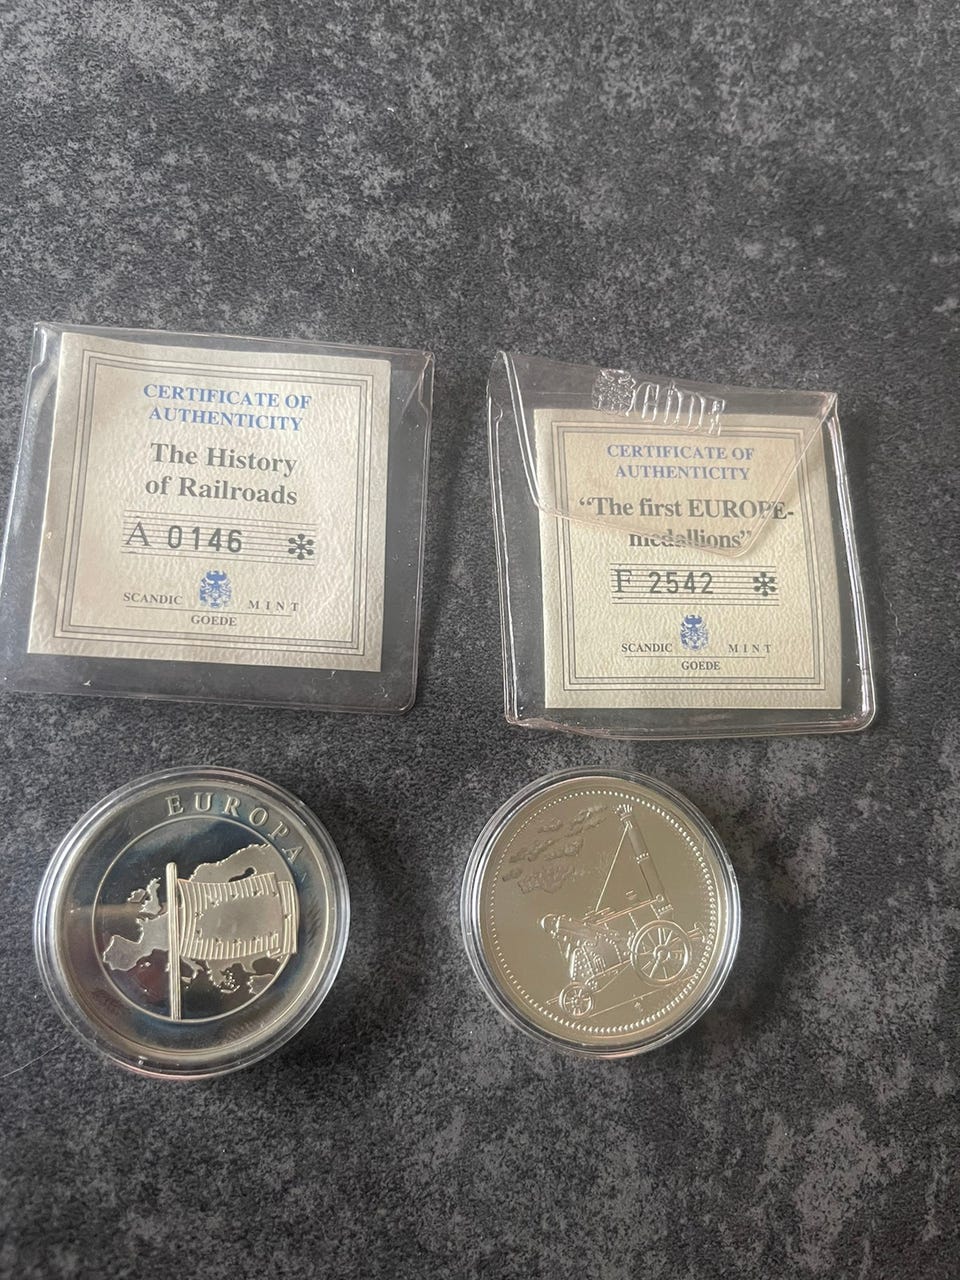 CERTIFICATE OF
AUTHENTICITY
The History
of Railroads
A 0146
SCANDIC MINT
GOEDE
GÖDE
CERTIFICATE OF
AUTHENTICITY
“The first EUROPE-
medallions”
F 2542
SCANDIC MINT
GOEDE
EUROPA